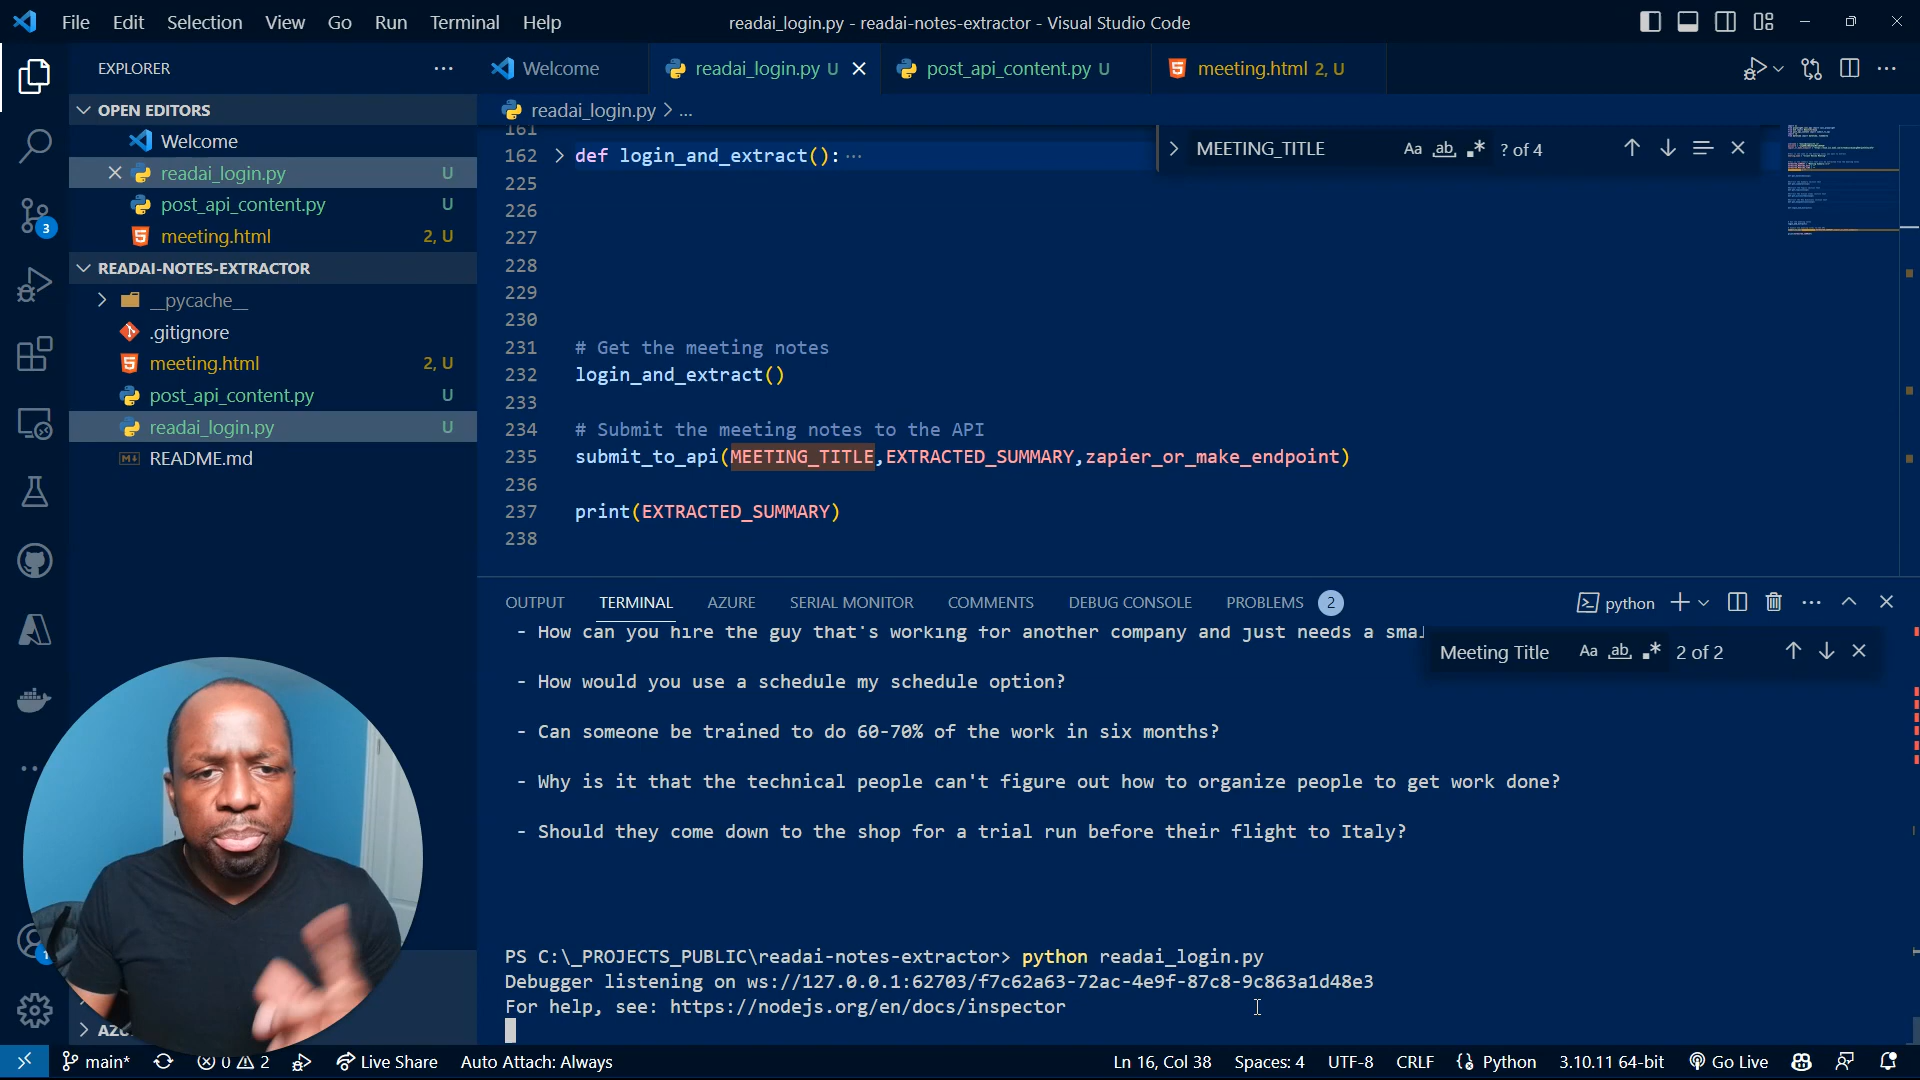 File Edit Selection View Go Run Terminal Help
readai_login.py - readai-notes-extractor - Visual Studio Code
EXPLORER
OPEN EDITORS
Welcome
readai_login.py U
post_api_content.py U
meeting.html 2, U
READAI-NOTES-EXTRACTOR
__pycache__
.gitignore
meeting.html 2, U
post_api_content.py U
readai_login.py U
README.md
3
1
Welcome readai_login.py U post_api_content.py U meeting.html 2, U
readai_login.py > ...
MEETING_TITLE Aa ab ? of 4
161
162 def login_and_extract(): ...
225
226
227
228
229
230
231 # Get the meeting notes
232 login_and_extract()
233
234 # Submit the meeting notes to the API
235 submit_to_api(MEETING_TITLE,EXTRACTED_SUMMARY,zapier_or_make_endpoint)
236
237 print(EXTRACTED_SUMMARY)
238
OUTPUT TERMINAL AZURE SERIAL MONITOR COMMENTS DEBUG CONSOLE PROBLEMS 2
python
Meeting Title Aa ab 2 of 2
- How can you hire the guy that's working for another company and just needs a
- How would you use a schedule my schedule option?
- Can someone be trained to do 60-70% of the work in six months?
- Why is it that the technical people can't figure out how to organize people to get work done?
- Should they come down to the shop for a trial run before their flight to Italy?
PS C:\_PROJECTS_PUBLIC\readai-notes-extractor> python readai_login.py
Debugger listening on ws://127.0.0.1:62703/f7c62a63-72ac-4e9f-87c8-9c863a1d48e3
For help, see: https://nodejs.org/en/docs/inspector
main* 0 2 Live Share Auto Attach: Always
Ln 16, Col 38 Spaces: 4 UTF-8 CRLF Python 3.10.11 64-bit Go Live